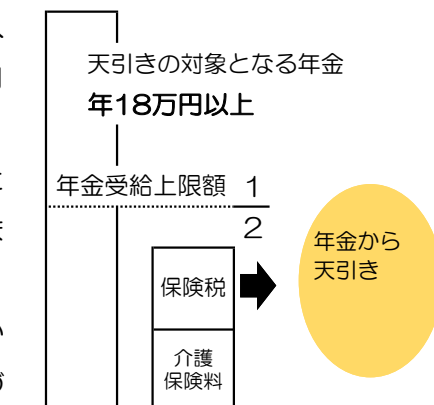 天引きの対象となる年金
年18万円以上
年金受給上限額 1
2
年金から
天引き
保険税
介護
保険料